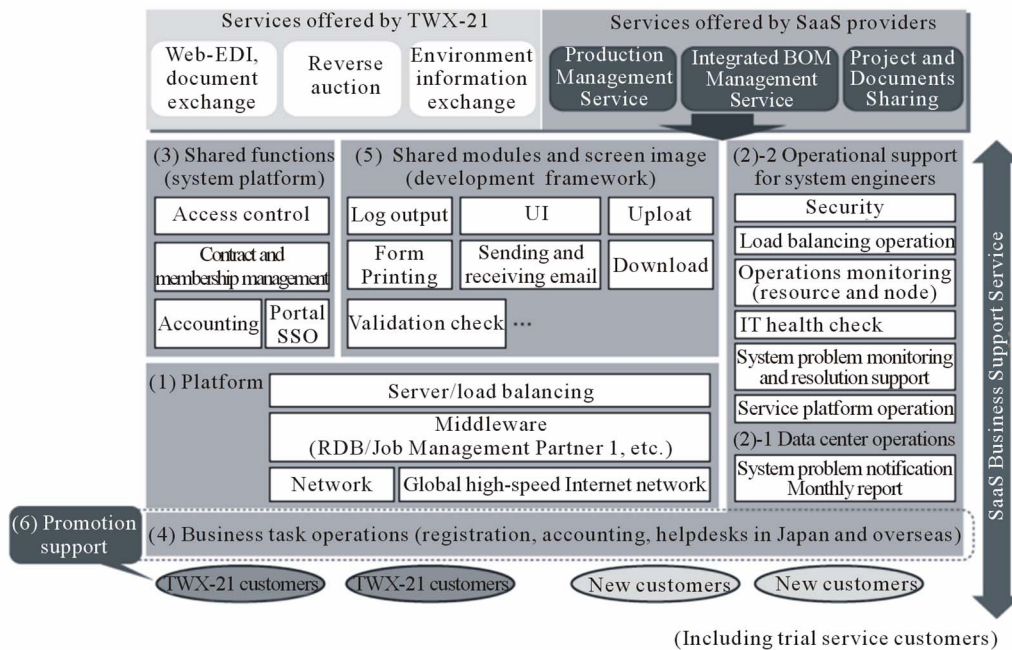 Services offered by TWX-21
Services offered by SaaS providers
Web-EDI,
document
exchange
Reverse
auction
Environment
information
exchange
Production
Management
Service
Integrated BOM
Management
Service
Project and
Documents
Sharing
(3) Shared functions
(system platform)
Access control
Contract and
membership management
Accounting
Portal
SSO
(5) Shared modules and screen image
(development framework)
Log output
UI
Uploat
Form
Printing
Sending and
receiving email
Download
Validation check
...
(2)-2 Operational support
for system engineers
Security
Load balancing operation
Operations monitoring
(resource and node)
IT health check
System problem monitoring
and resolution support
Service platform operation
(2)-1 Data center operations
System problem notification
Monthly report
(1) Platform
Server/load balancing
Middleware
(RDB/Job Management Partner 1, etc.)
Network
Global high-speed Internet network
SaaS Business Support Service
(6) Promotion
support
(4) Business task operations (registration, accounting, helpdesks in Japan and overseas)
TWX-21 customers
TWX-21 customers
New customers
New customers
(Including trial service customers)